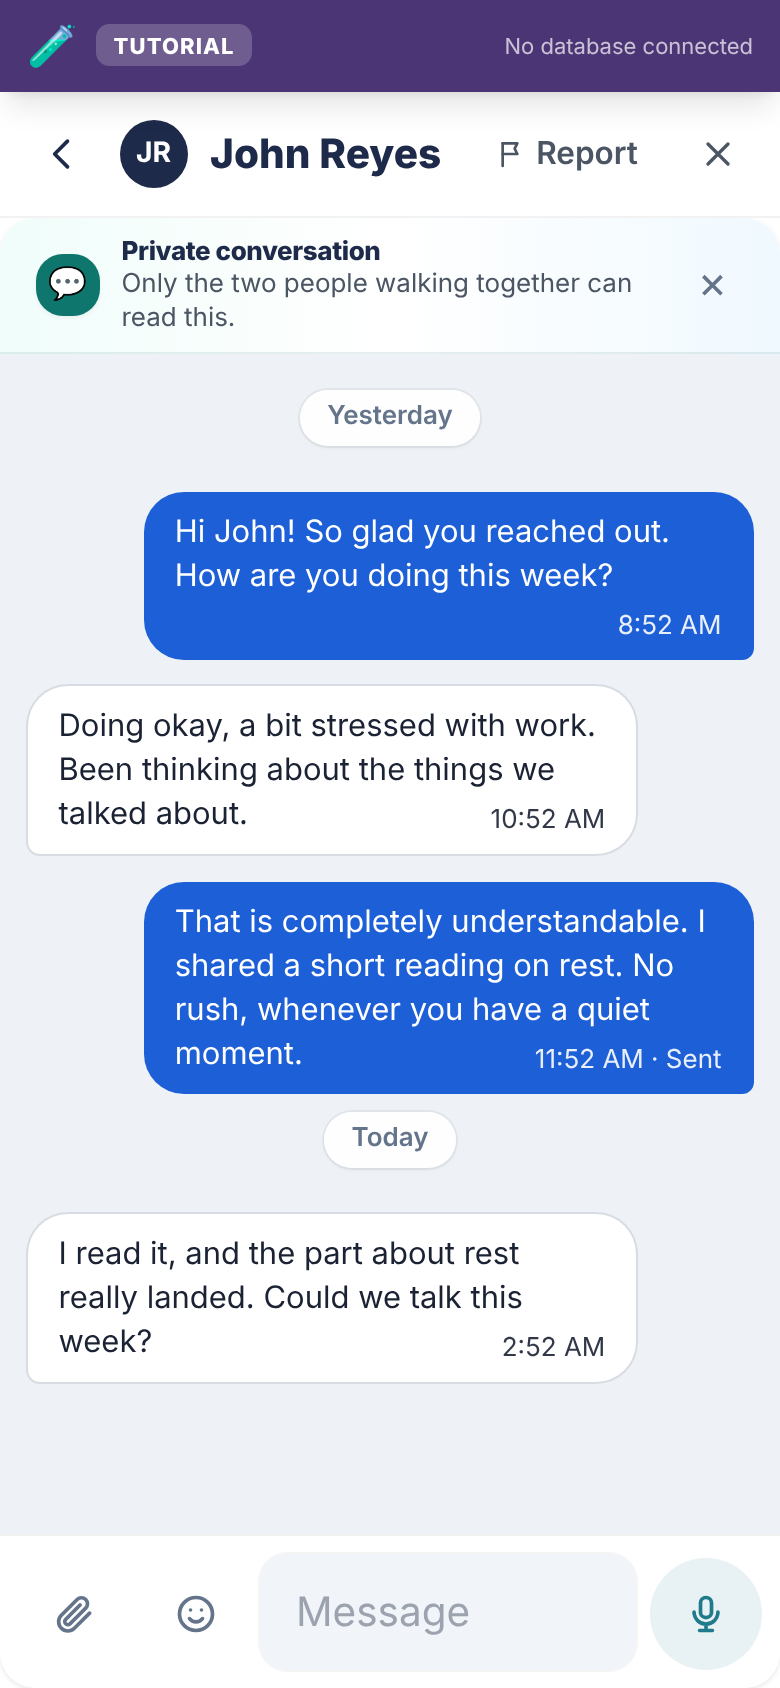 TUTORIAL
No database connected
JR
John Reyes
Report
Private conversation
Only the two people walking together can
read this.
Yesterday
Hi John! So glad you reached out.
How are you doing this week?
8:52 AM
Doing okay, a bit stressed with work.
Been thinking about the things we
talked about.
10:52 AM
That is completely understandable. I
shared a short reading on rest. No
rush, whenever you have a quiet
moment.
11:52 AM · Sent
Today
I read it, and the part about rest
really landed. Could we talk this
week?
2:52 AM
Message